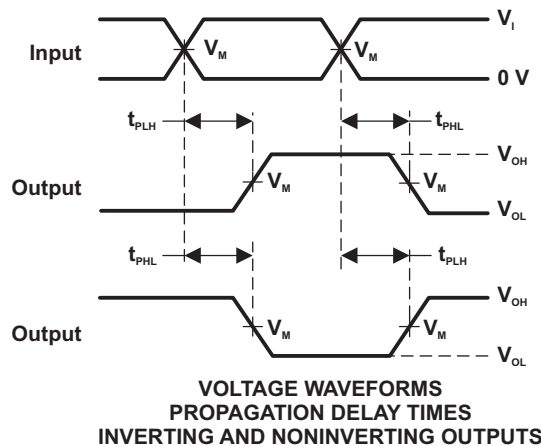 Input
V_M
V_M
V_I
0 V
t_PLH
t_PHL
Output
V_M
V_M
V_OH
V_OL
t_PHL
t_PLH
Output
V_M
V_M
V_OH
V_OL
VOLTAGE WAVEFORMS
PROPAGATION DELAY TIMES
INVERTING AND NONINVERTING OUTPUTS